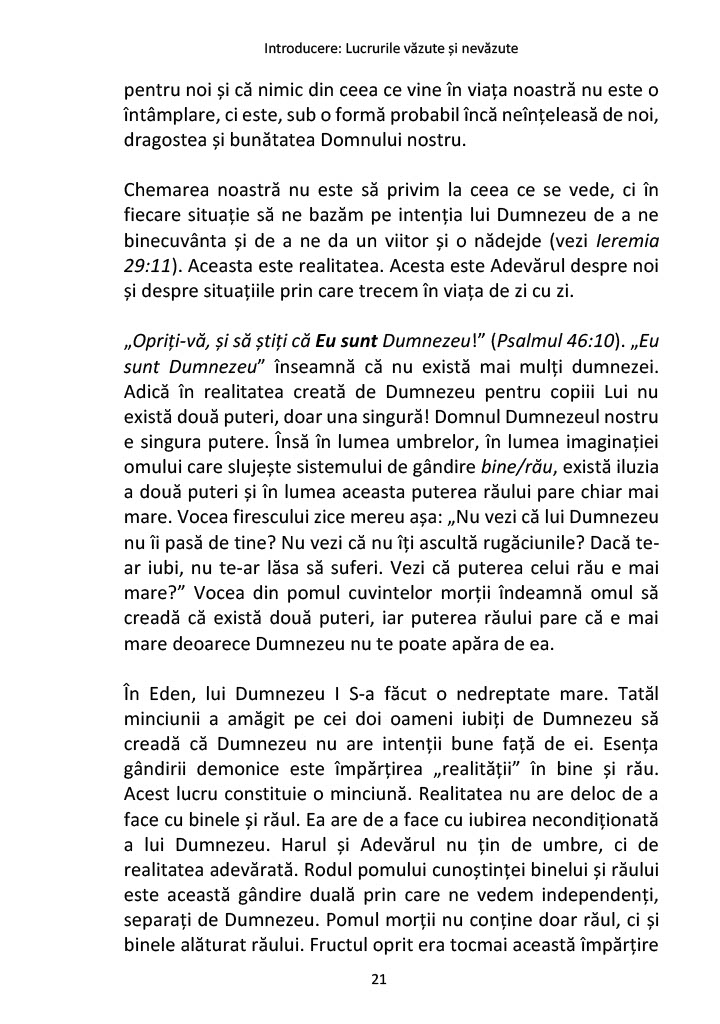 Introducere: Lucrurile văzute și nevăzute
pentru noi și că nimic din ceea ce vine în viața noastră nu este o
întâmplare, ci este, sub o formă probabil încă neînțeleasă de noi,
dragostea și bunătatea Domnului nostru.
Chemarea noastră nu este să privim la ceea ce se vede, ci în
fiecare situație să ne bazăm pe intenția lui Dumnezeu de a ne
binecuvânta și de a ne da un viitor și o nădejde (vezi Ieremia
29:11). Aceasta este realitatea. Acesta este Adevărul despre noi
și despre situațiile prin care trecem în viața de zi cu zi.
„Opriți-vă, și să știți că Eu sunt Dumnezeu!” (Psalmul 46:10). „Eu
sunt Dumnezeu” înseamnă că nu există mai mulți dumnezei.
Adică în realitatea creată de Dumnezeu pentru copiii Lui nu
există două puteri, doar una singură! Domnul Dumnezeul nostru
e singura putere. Însă în lumea umbrelor, în lumea imaginației
omului care slujește sistemului de gândire bine/rău, există iluzia
a două puteri și în lumea aceasta puterea răului pare chiar mai
mare. Vocea firescului zice mereu așa: „Nu vezi că lui Dumnezeu
nu îi pasă de tine? Nu vezi că nu îți ascultă rugăciunile? Dacă te-
ar iubi, nu te-ar lăsa să suferi. Vezi că puterea celui rău e mai
mare?” Vocea din pomul cuvintelor morții îndeamnă omul să
creadă că există două puteri, iar puterea răului pare că e mai
mare deoarece Dumnezeu nu te poate apăra de ea.
În Eden, lui Dumnezeu I S-a făcut o nedreptate mare. Tatăl
minciunii a amăgit pe cei doi oameni iubiți de Dumnezeu să
creadă că Dumnezeu nu are intenții bune față de ei. Esența
gândirii demonice este împărțirea „realității” în bine și rău.
Acest lucru constituie o minciună. Realitatea nu are deloc de a
face cu binele și răul. Ea are de a face cu iubirea necondiționată
a lui Dumnezeu. Harul și Adevărul nu țin de umbre, ci de
realitatea adevărată. Rodul pomului cunoștinței binelui și răului
este această gândire duală prin care ne vedem independenți,
separați de Dumnezeu. Pomul morții nu conține doar răul, ci și
binele alăturat răului. Fructul oprit era tocmai această împărțire
21